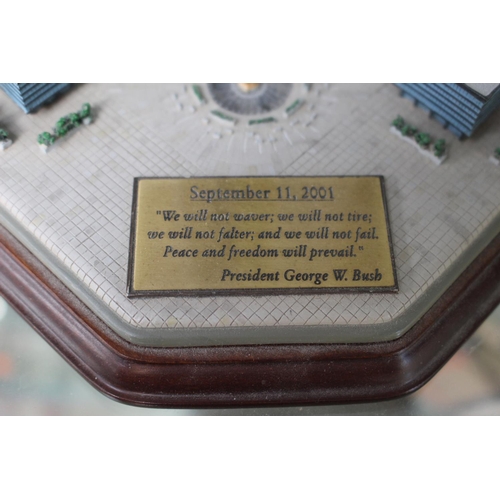 September 11, 2001
"We will not waver; we will not tire;
we will not falter; and we will not fail.
Peace and freedom will prevail."
President George W. Bush